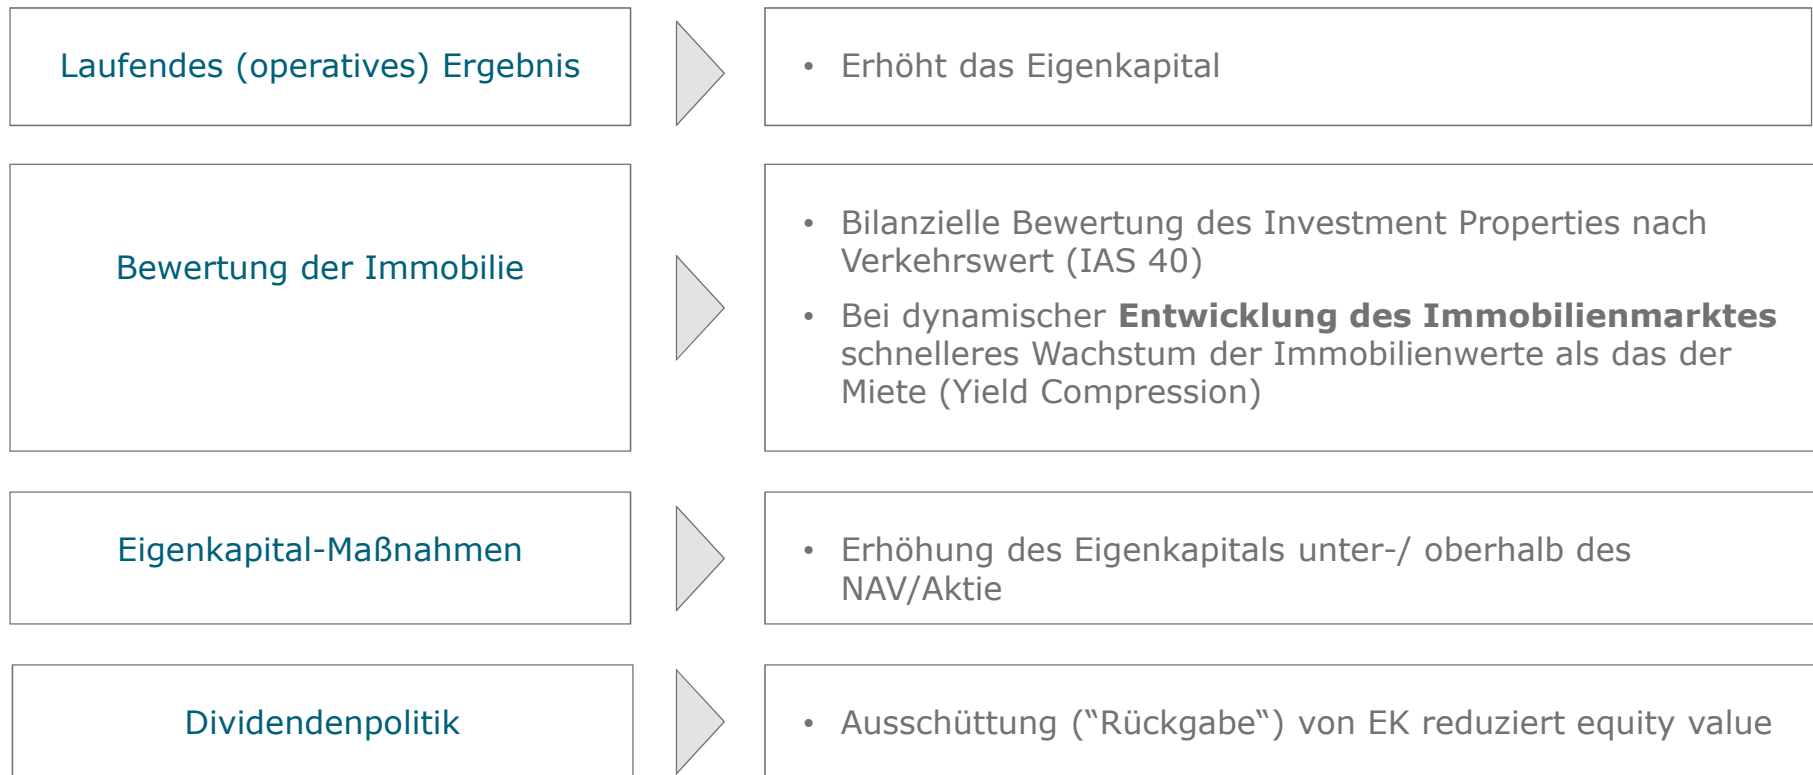 Laufendes (operatives) Ergebnis
• Erhöht das Eigenkapital
Bewertung der Immobilie
• Bilanzielle Bewertung des Investment Properties nach
Verkehrswert (IAS 40)
• Bei dynamischer Entwicklung des Immobilienmarktes
schnelleres Wachstum der Immobilienwerte als das der
Miete (Yield Compression)
Eigenkapital-Maßnahmen
• Erhöhung des Eigenkapitals unter-/ oberhalb des
NAV/Aktie
Dividendenpolitik
• Ausschüttung (“Rückgabe“) von EK reduziert equity value